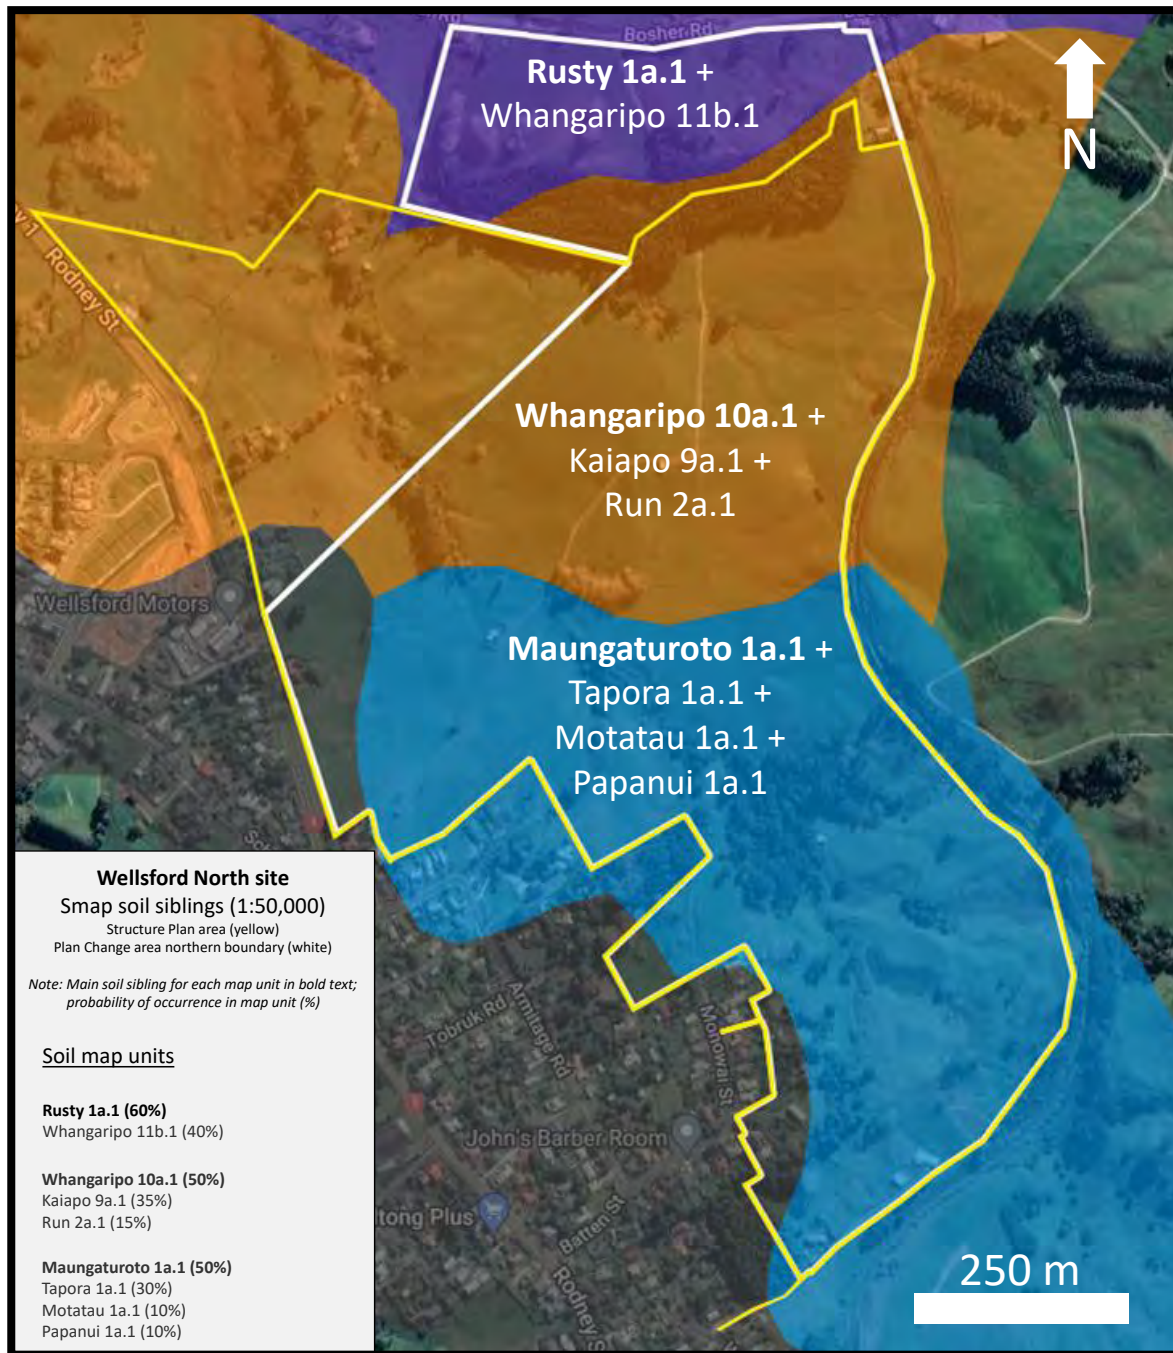 Bosher Rd
Rusty 1a.1 +
Whangaripo 11b.1
N
Rodney St
Whangaripo 10a.1 +
Kaiapo 9a.1 +
Run 2a.1
Wellsford Motors
Maungaturoto 1a.1 +
Tapora 1a.1 +
Motatau 1a.1 +
Papanui 1a.1
Tobruk Rd
Armitage Rd
Monowai St
John's Barber Room
tong Plus
Batten St
Rodney S
250 m
Wellsford North site
Smap soil siblings (1:50,000)
Structure Plan area (yellow)
Plan Change area northern boundary (white)
Note: Main soil sibling for each map unit in bold text;
probability of occurrence in map unit (%)
Soil map units
Rusty 1a.1 (60%)
Whangaripo 11b.1 (40%)
Whangaripo 10a.1 (50%)
Kaiapo 9a.1 (35%)
Run 2a.1 (15%)
Maungaturoto 1a.1 (50%)
Tapora 1a.1 (30%)
Motatau 1a.1 (10%)
Papanui 1a.1 (10%)